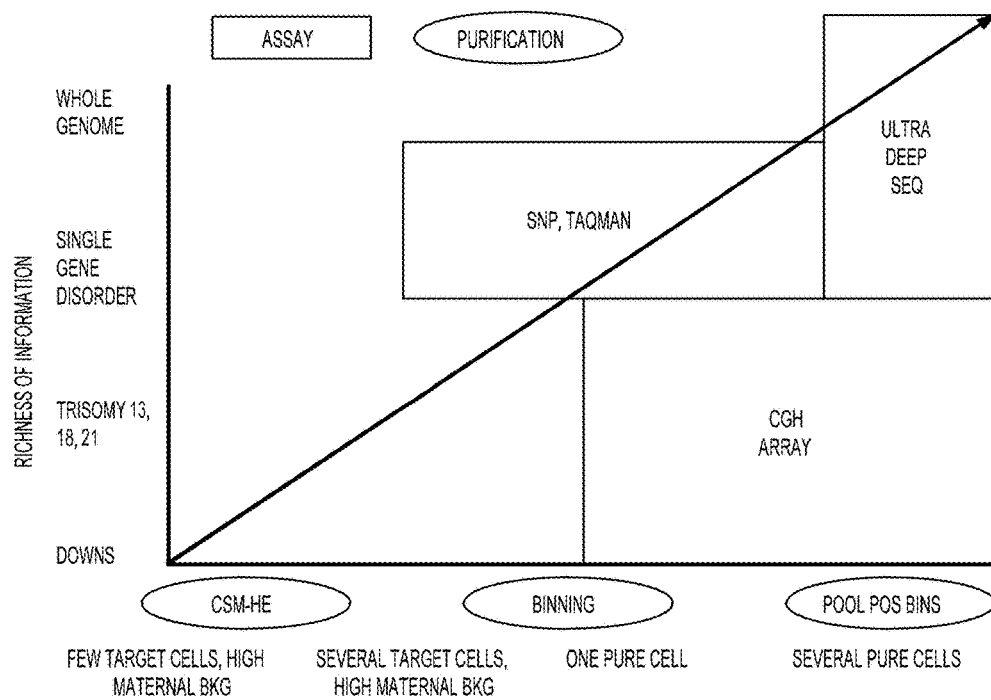 ASSAY
PURIFICATION
WHOLE
GENOME
ULTRA
DEEP
SEQ
SNP, TAQMAN
SINGLE
GENE
DISORDER
RICHNESS OF INFORMATION
TRISOMY 13,
18, 21
CGH
ARRAY
DOWNS
CSM-HE
BINNING
POOL POS BINS
FEW TARGET CELLS, HIGH
MATERNAL BKG
SEVERAL TARGET CELLS,
HIGH MATERNAL BKG
ONE PURE CELL
SEVERAL PURE CELLS